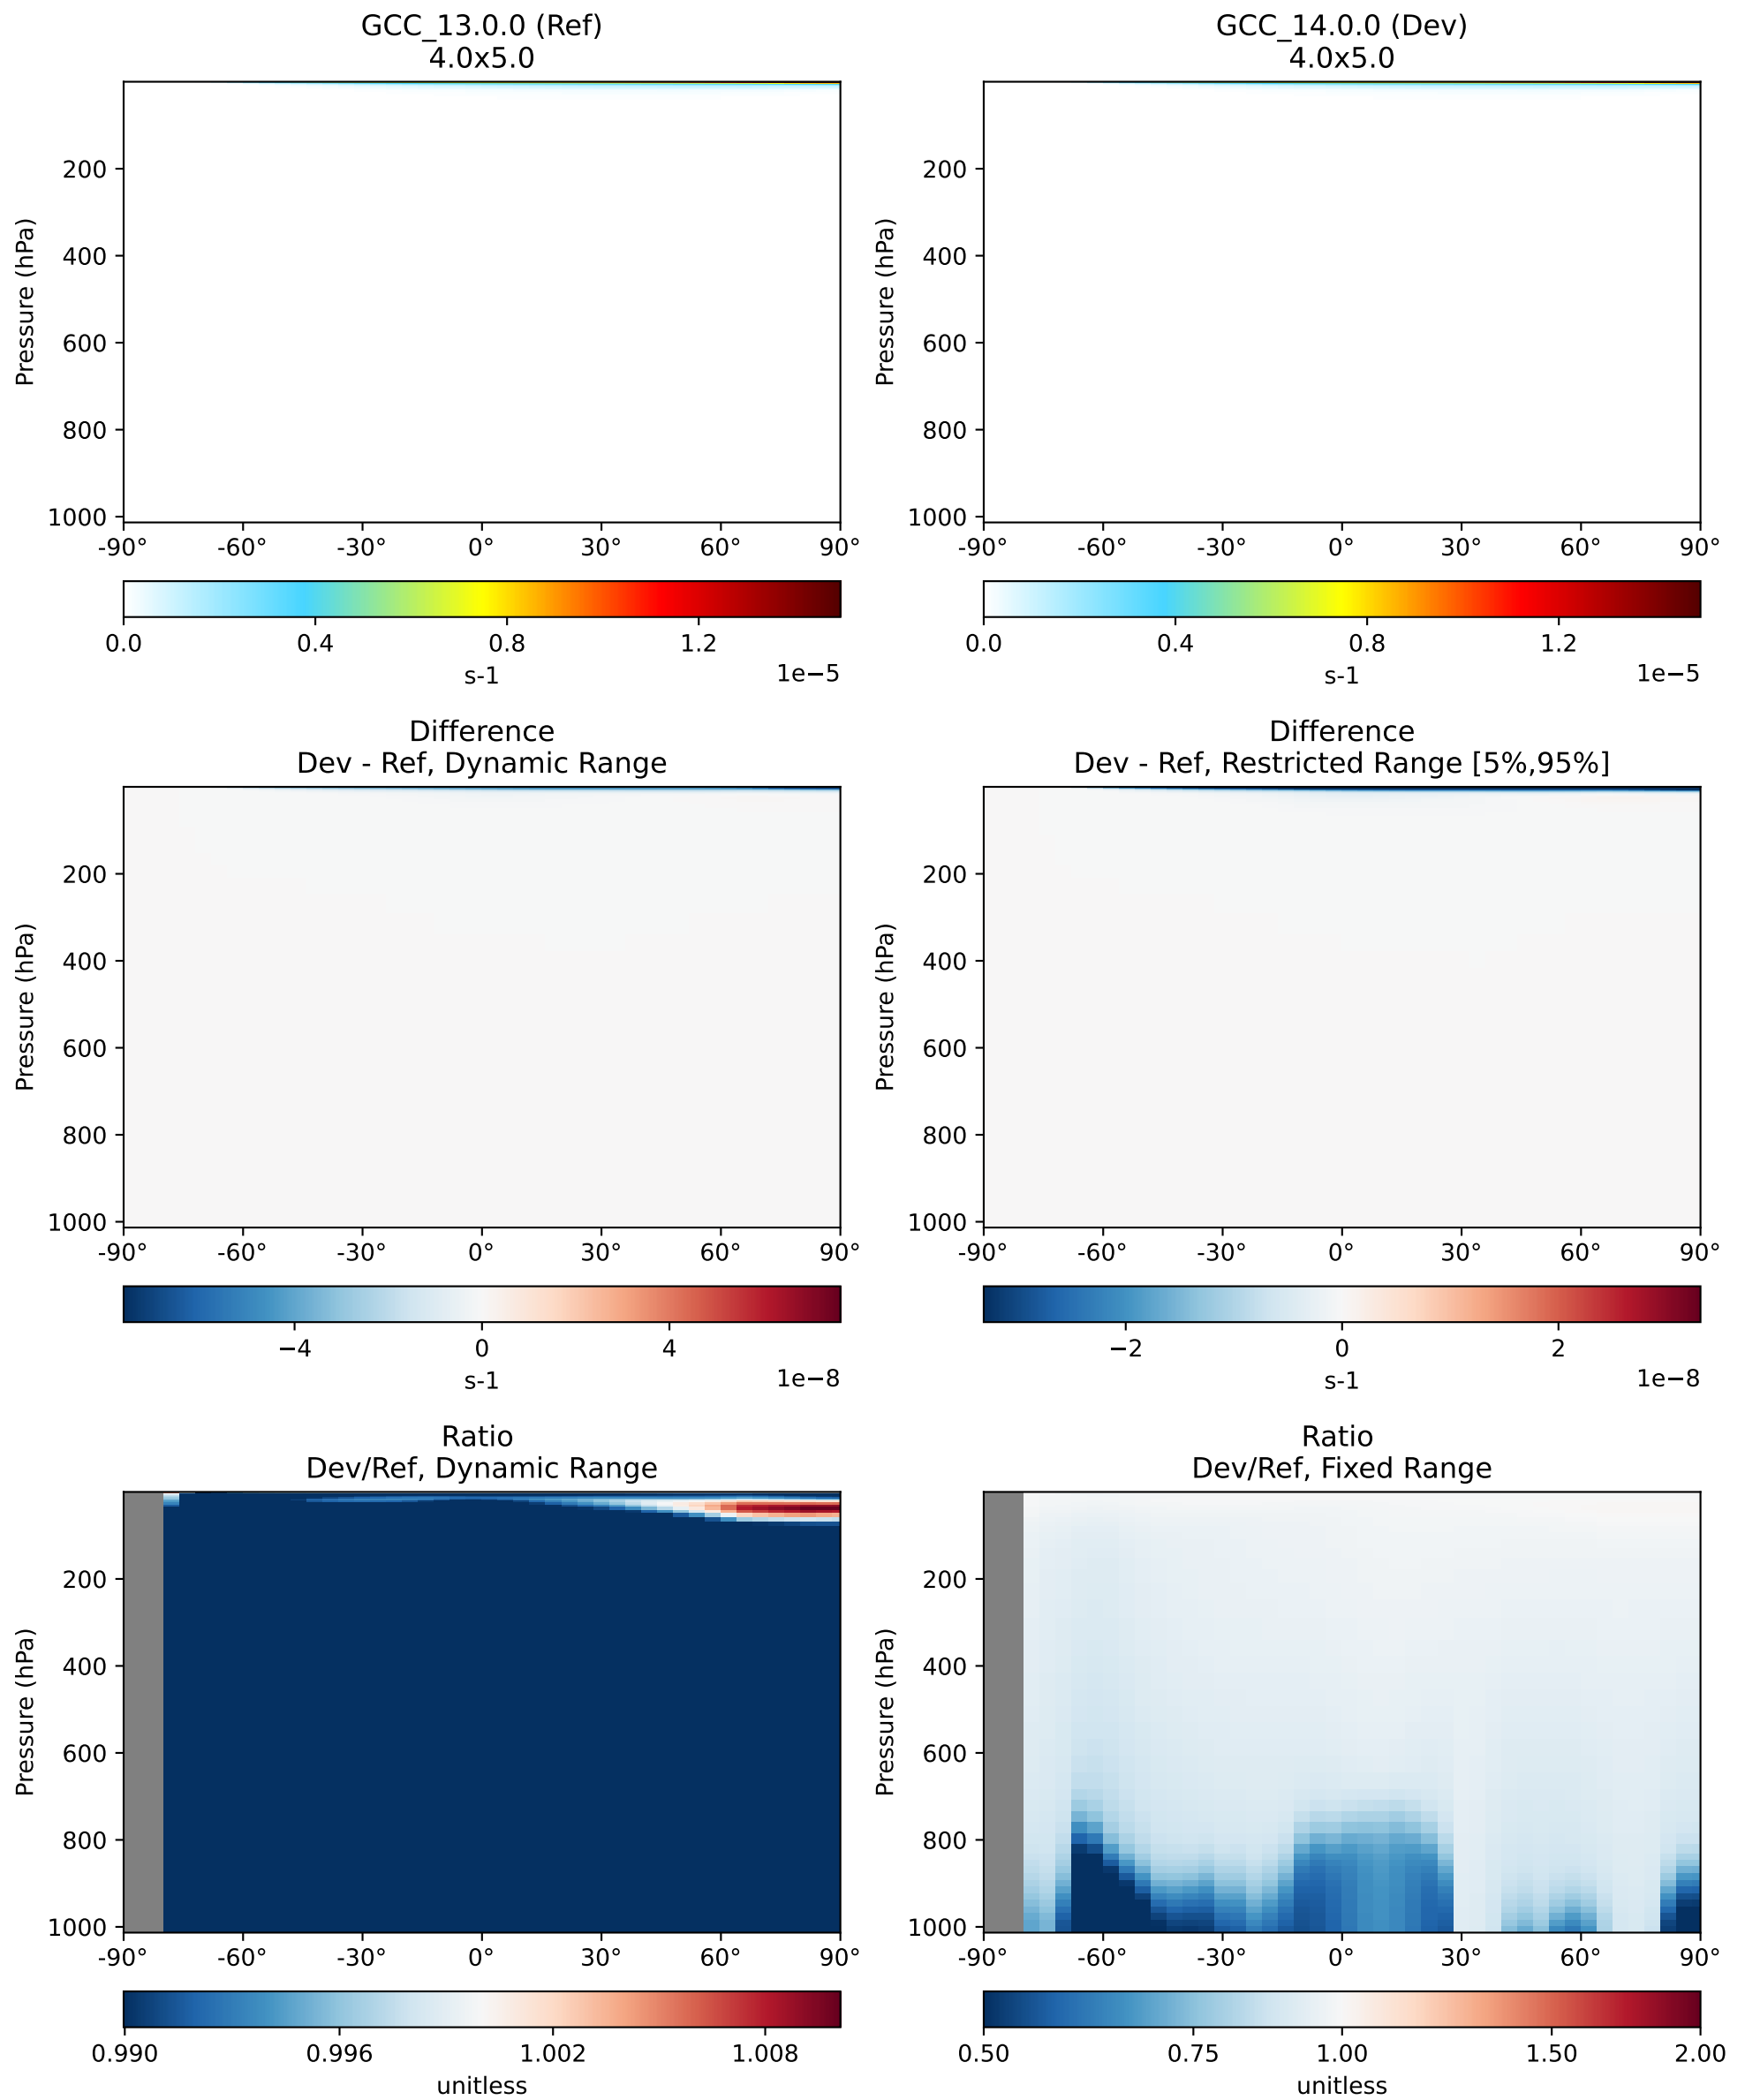 GCC_13.0.0 (Ref)
4.0x5.0
GCC_14.0.0 (Dev)
4.0x5.0
Pressure (hPa)
200
400
600
800
1000
-90° -60° -30° 0° 30° 60° 90°
0.0 0.4 0.8 1.2
s-1
1e−5
Pressure (hPa)
200
400
600
800
1000
-90° -60° -30° 0° 30° 60° 90°
0.0 0.4 0.8 1.2
s-1
1e−5
Difference
Dev - Ref, Dynamic Range
Pressure (hPa)
200
400
600
800
1000
-90° -60° -30° 0° 30° 60° 90°
−4 0 4
s-1
1e−8
Difference
Dev - Ref, Restricted Range [5%,95%]
Pressure (hPa)
200
400
600
800
1000
-90° -60° -30° 0° 30° 60° 90°
−2 0 2
s-1
1e−8
Ratio
Dev/Ref, Dynamic Range
Pressure (hPa)
200
400
600
800
1000
-90° -60° -30° 0° 30° 60° 90°
0.990 0.996 1.002 1.008
unitless
Ratio
Dev/Ref, Fixed Range
Pressure (hPa)
200
400
600
800
1000
-90° -60° -30° 0° 30° 60° 90°
0.50 0.75 1.00 1.50 2.00
unitless